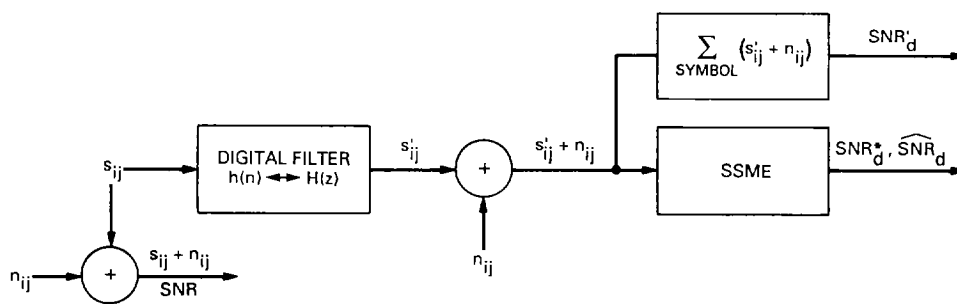 ∑ (s'ij + nij)
SYMBOL
SNR'd
DIGITAL FILTER
h(n) ↔ H(z)
sij
s'ij
+
s'ij + nij
SSME
SNR*d, SNR̂d
nij
nij
+
sij + nij
SNR